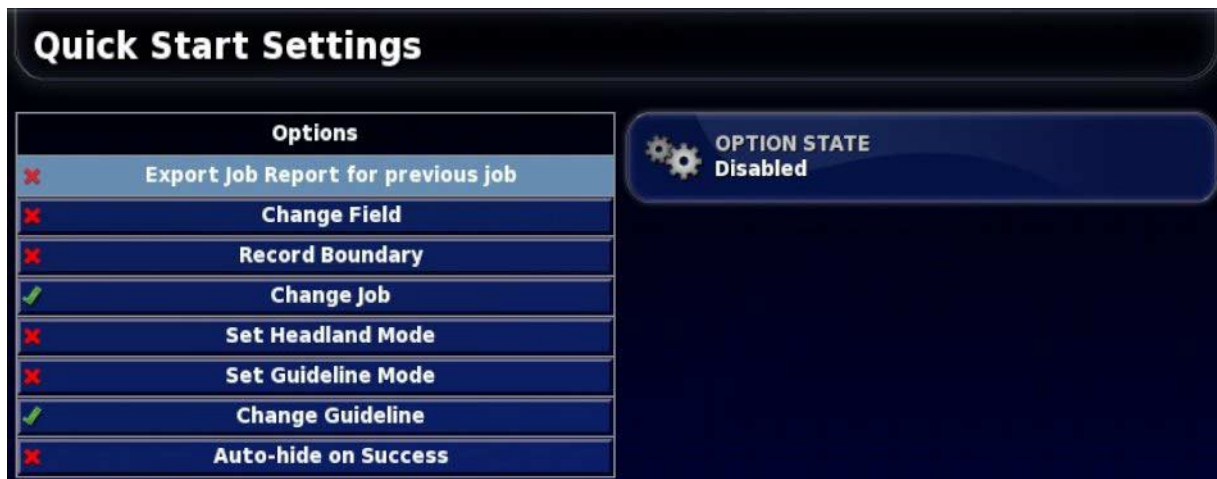 Quick Start Settings
Options
Export Job Report for previous job
Change Field
Record Boundary
Change Job
Set Headland Mode
Set Guideline Mode
Change Guideline
Auto-hide on Success
OPTION STATE
Disabled